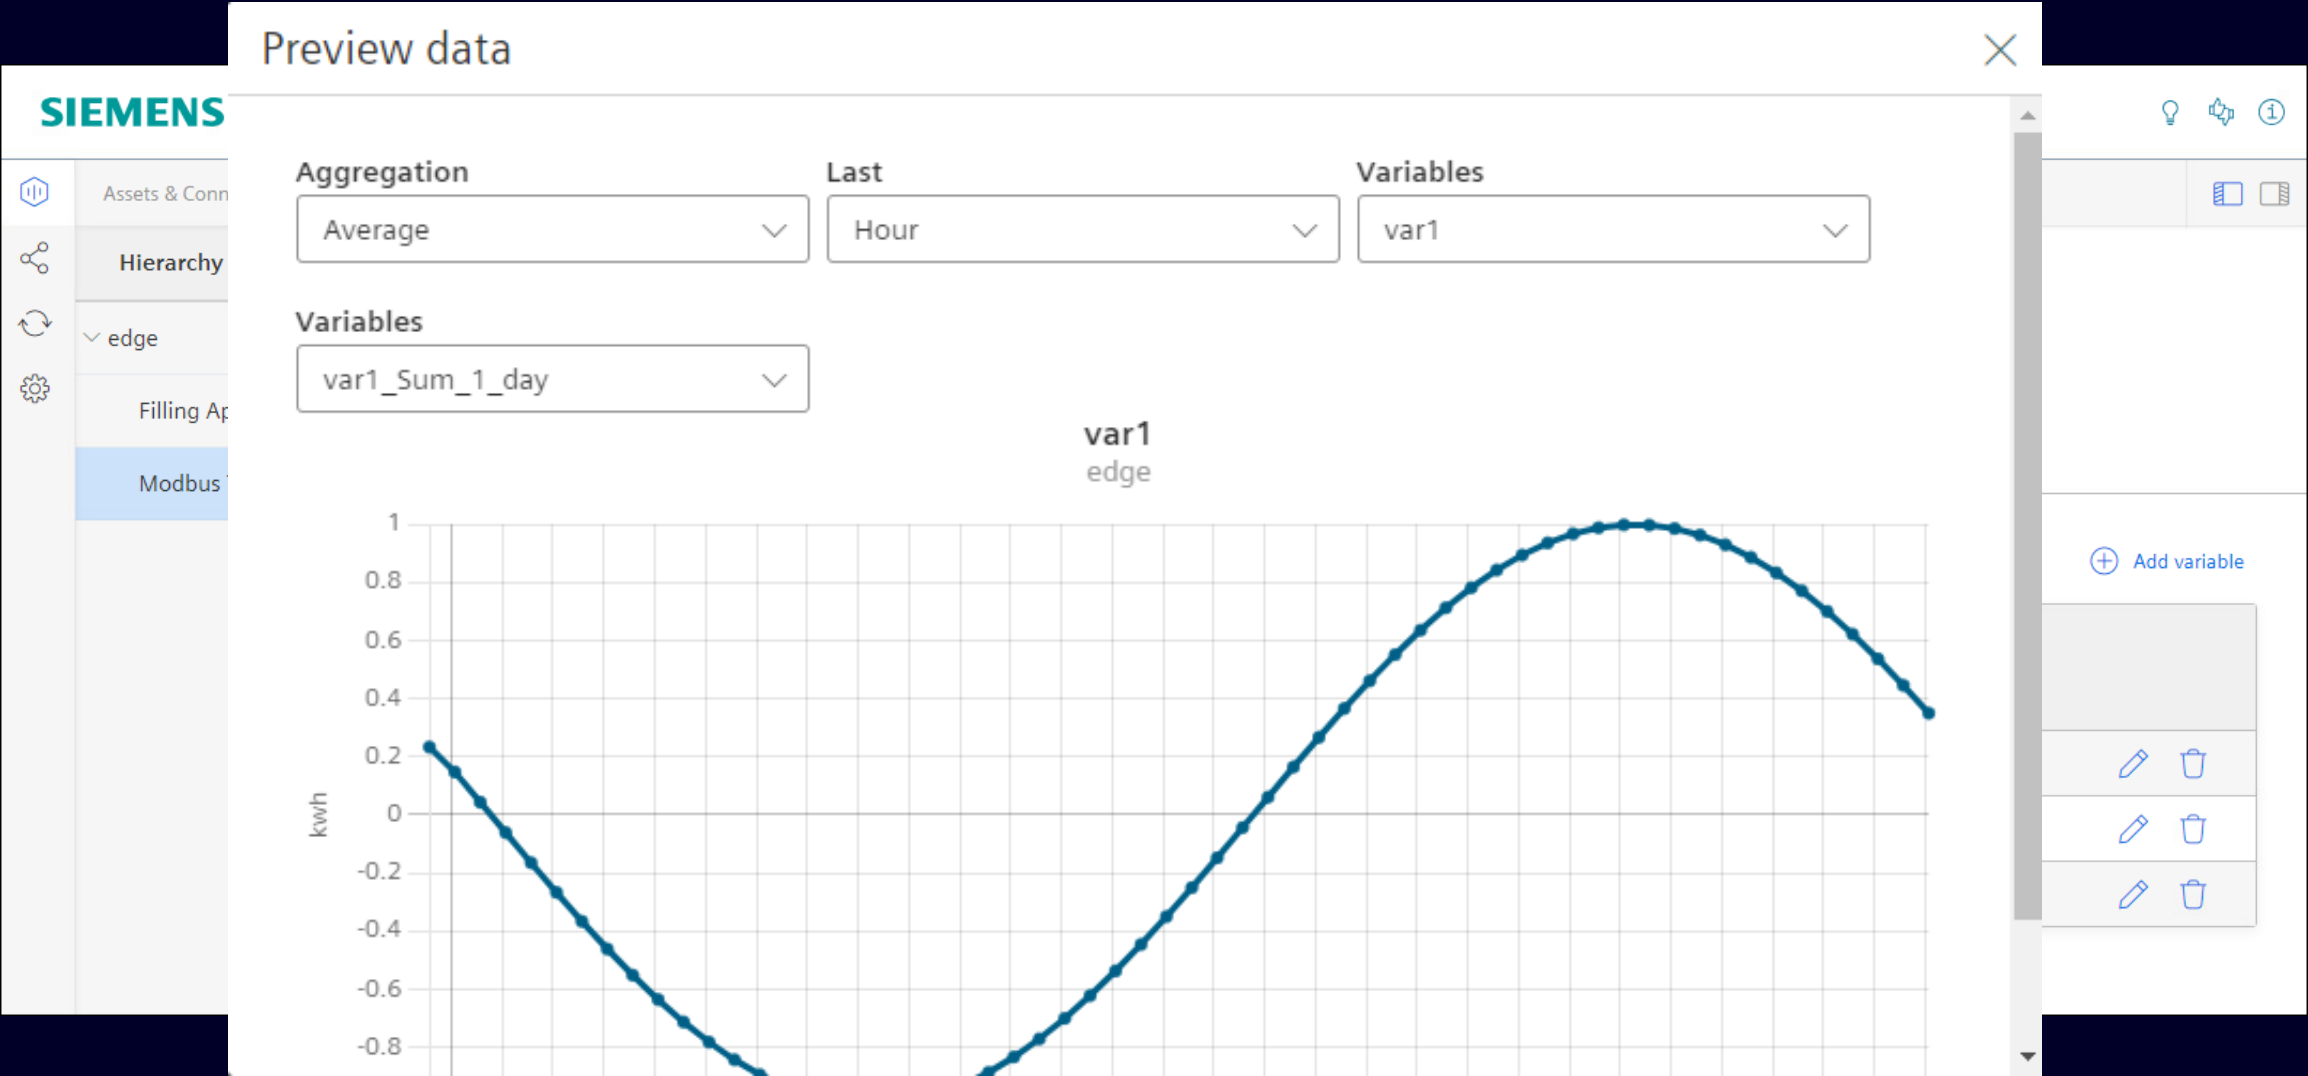 Preview data
SIEMENS
Assets & Conn
Hierarchy
edge
Filling Ap
Modbus
Aggregation
Last
Variables
Average
Hour
var1
Variables
var1_Sum_1_day
var1
edge
1
0.8
0.6
0.4
0.2
0
-0.2
-0.4
-0.6
-0.8
kwh
Add variable